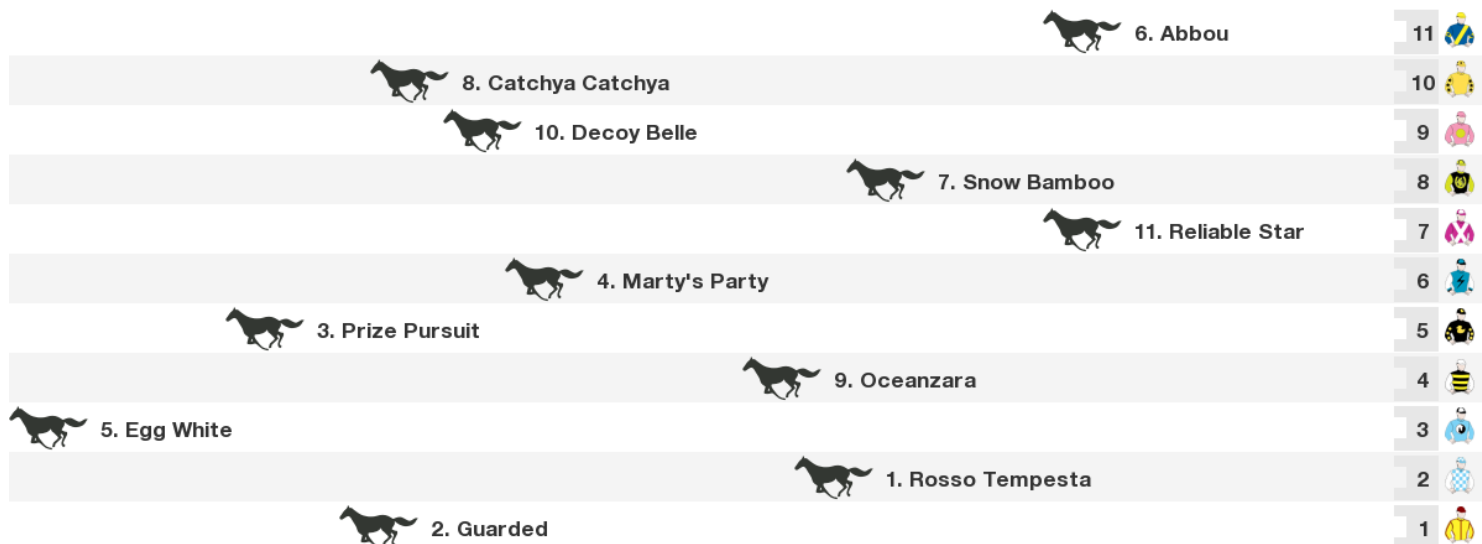 6. Abbou 11
8. Catchya Catchya 10
10. Decoy Belle 9
7. Snow Bamboo 8
11. Reliable Star 7
4. Marty's Party 6
3. Prize Pursuit 5
9. Oceanzara 4
5. Egg White 3
1. Rosso Tempesta 2
2. Guarded 1